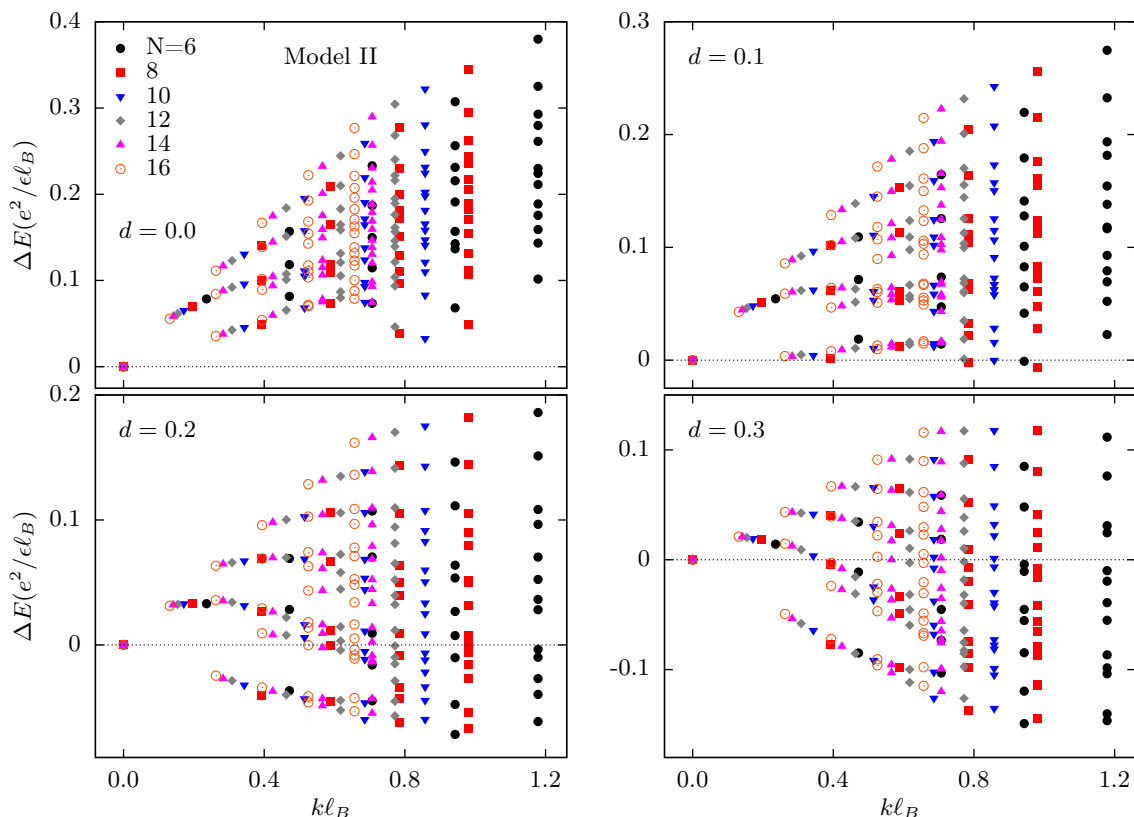 0.4
0.3
0.2
0.1
0
ΔE(e²/ϵℓ_B)
N=6
8
10
12
14
16
Model II
d = 0.0
0.3
0.2
0.1
0
d = 0.1
0.2
0.1
0
ΔE(e²/ϵℓ_B)
d = 0.2
0.0
0.4
0.8
1.2
kℓ_B
0.1
0
-0.1
d = 0.3
0.0
0.4
0.8
1.2
kℓ_B